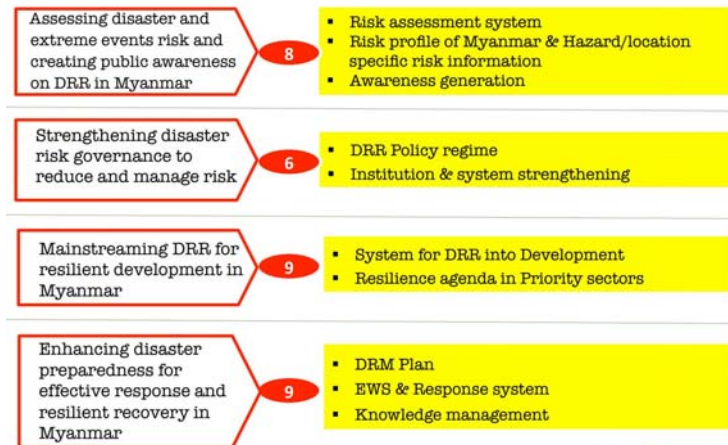 Assessing disaster and
extreme events risk and
creating public awareness
on DRR in Myanmar
8
▪ Risk assessment system
▪ Risk profile of Myanmar & Hazard/location
specific risk information
▪ Awareness generation
Strengthening disaster
risk governance to
reduce and manage risk
6
▪ DRR Policy regime
▪ Institution & system strengthening
Mainstreaming DRR for
resilient development in
Myanmar
9
▪ System for DRR into Development
▪ Resilience agenda in Priority sectors
Enhancing disaster
preparedness for
effective response and
resilient recovery in
Myanmar
9
▪ DRM Plan
▪ EWS & Response system
▪ Knowledge management